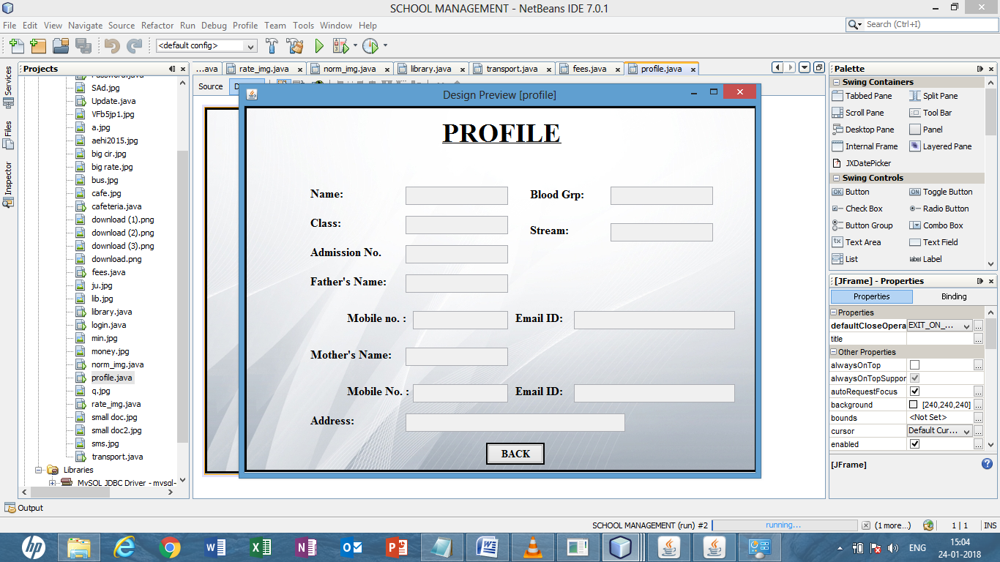 SCHOOL MANAGEMENT - NetBeans IDE 7.0.1
File Edit View Navigate Source Refactor Run Debug Profile Team Tools Window Help
Search (Ctrl+I)
<default config>
Services
Files
Inspector
Projects
Password.java
SAd.jpg
Update.java
VFb5jp1.jpg
a.jpg
aehi2015.jpg
big cir.jpg
big rate.jpg
bus.jpg
cafe.jpg
cafeteria.java
download (1).png
download (2).png
download (3).png
download.png
fees.java
ju.jpg
lib.jpg
library.java
login.java
min.jpg
money.jpg
norm_img.java
profile.java
q.jpg
rate_img.java
small doc.jpg
small doc2.jpg
sms.jpg
transport.java
Libraries
MySQL JDBC Driver - mysql-
...ava rate_img.java norm_img.java library.java transport.java fees.java profile.java
Source D
Design Preview [profile]
PROFILE
Name: Blood Grp:
Class: Stream:
Admission No.
Father's Name:
Mobile no. : Email ID:
Mother's Name:
Mobile No. : Email ID:
Address:
BACK
Palette
Swing Containers
Tabbed Pane Split Pane
Scroll Pane Tool Bar
Desktop Pane Panel
Internal Frame Layered Pane
JXDatePicker
Swing Controls
OK Button ON Toggle Button
Check Box Radio Button
Button Group Combo Box
Text Area Text Field
List label Label
[JFrame] - Properties
Properties Binding
Properties
defaultCloseOpera EXIT_ON_... ...
title ...
Other Properties
alwaysOnTop ...
alwaysOnTopSuppor
autoRequestFocus ...
background [240,240,240] ...
bounds <Not Set> ...
cursor Default Cur... ...
enabled ...
[JFrame]
Output
SCHOOL MANAGEMENT (run) #2 running... (1 more...) 1 | 1 INS
hp
ENG
15:04
24-01-2018